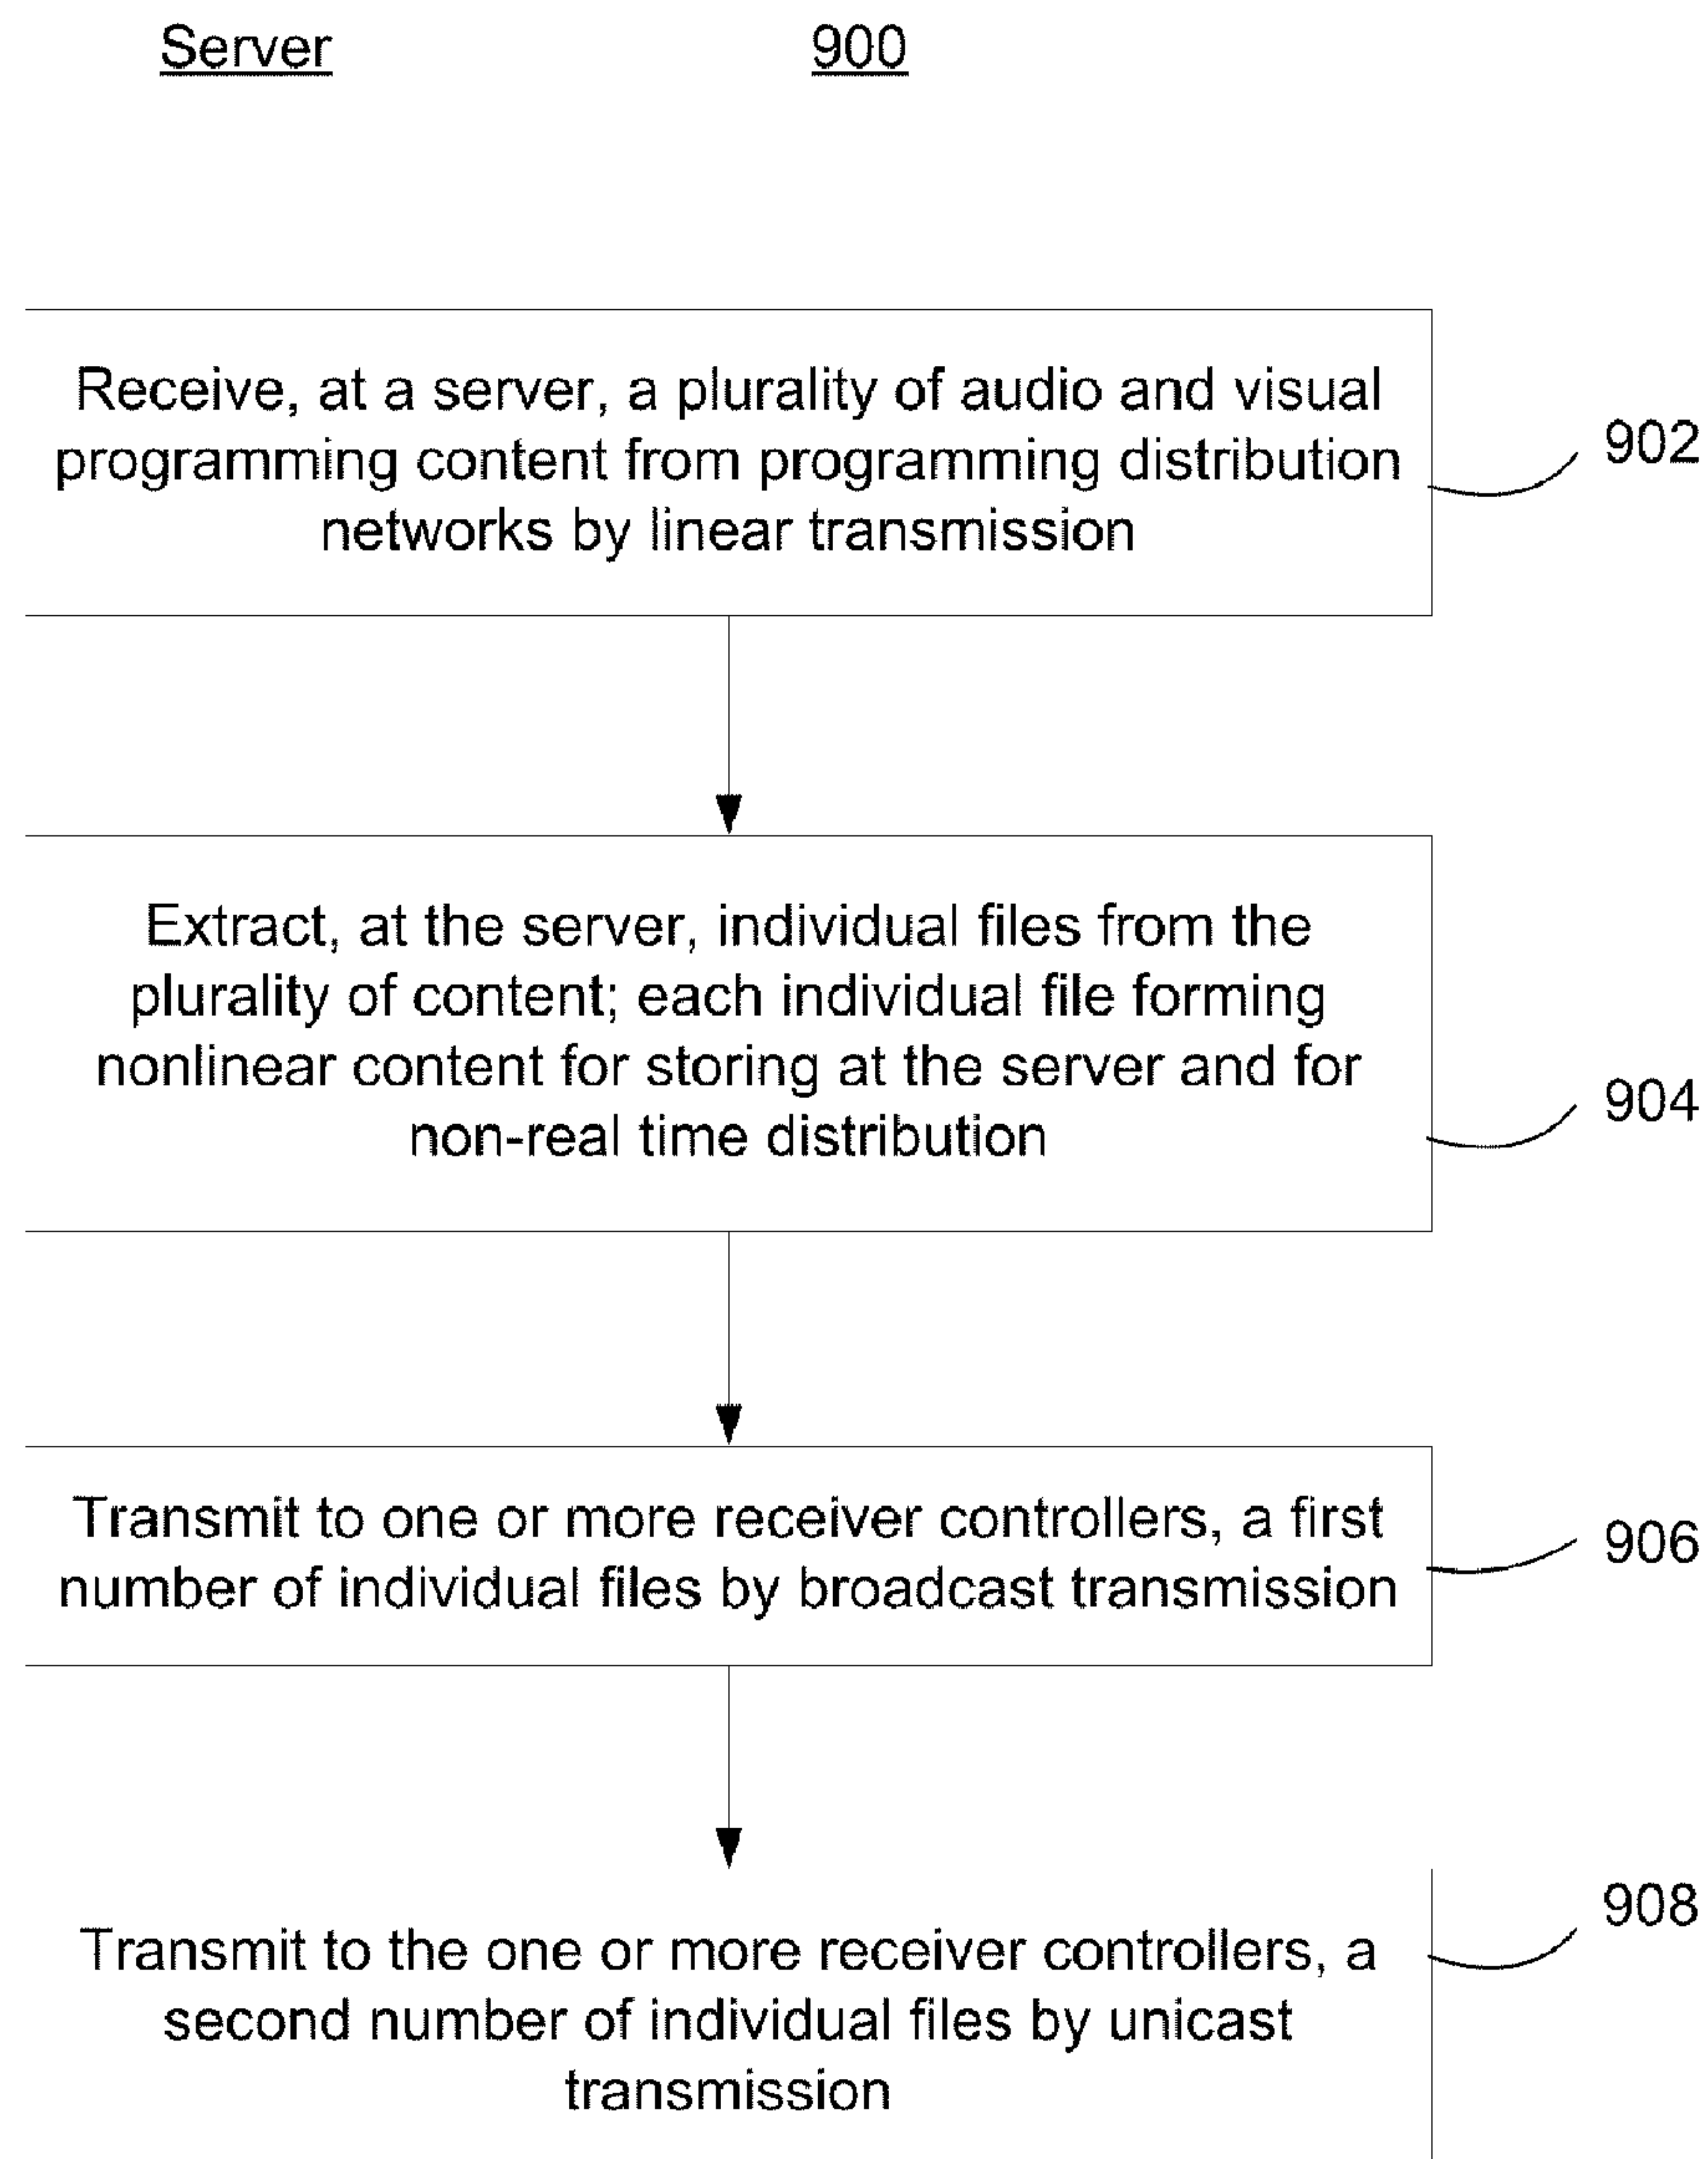 Server
900
Receive, at a server, a plurality of audio and visual
programming content from programming distribution
networks by linear transmission
902
Extract, at the server, individual files from the
plurality of content; each individual file forming
nonlinear content for storing at the server and for
non-real time distribution
904
Transmit to one or more receiver controllers, a first
number of individual files by broadcast transmission
906
Transmit to the one or more receiver controllers, a
second number of individual files by unicast
transmission
908